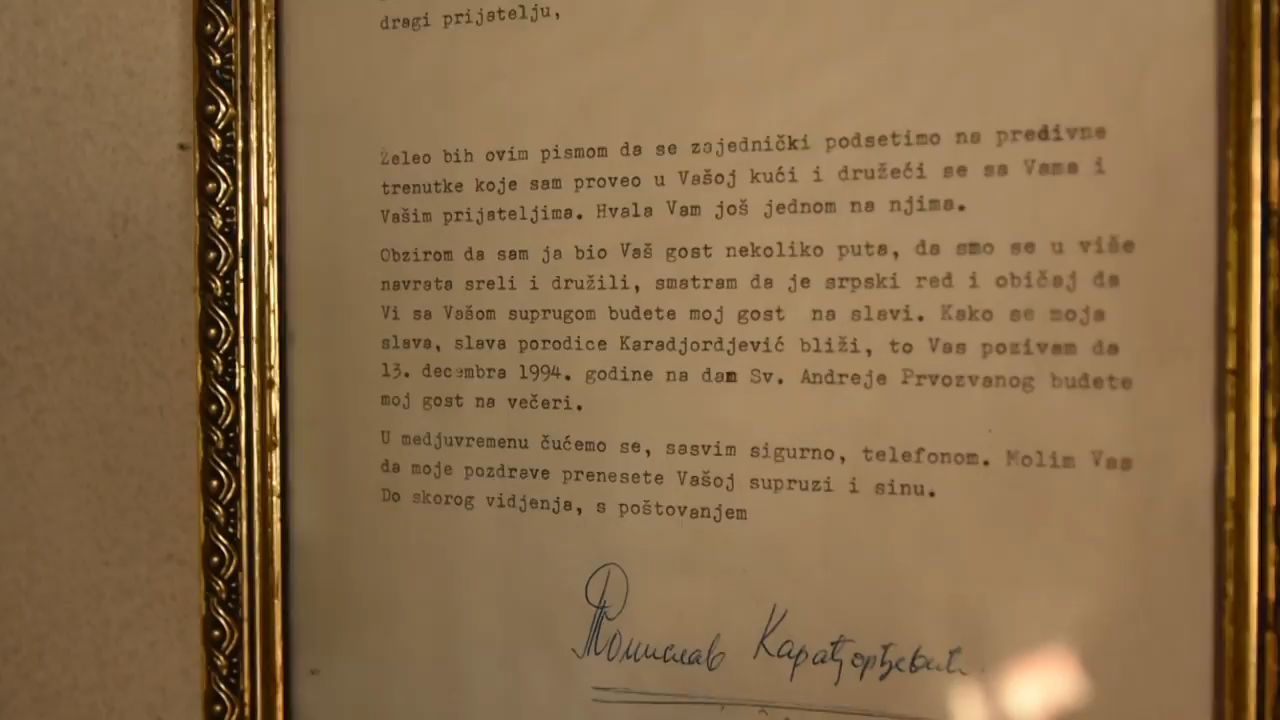 dragi prijatelju,
Želeo bih ovim pismom da se zajednički podsetimo na predivne
trenutke koje sam proveo u Vašoj kući i družeći se sa Vama i
Vašim prijateljima. Hvala Vam još jednom na njima.
Obzirom da sam ja bio Vaš gost nekoliko puta, da smo se u više
navrata sreli i družili, smatram da je srpski red i običaj da
Vi sa Vašom suprugom budete moj gost na slavi. Kako se moja
slava, slava porodice Karadjordjević bliži, to Vas pozivam da
13. decembra 1994. godine na dam Sv. Andreje Prvozvanog budete
moj gost na večeri.
U medjuvremenu čućemo se, sasvim sigurno, telefonom. Molim Vas
da moje pozdrave prenesete Vašoj supruzi i sinu.
Do skorog vidjenja, s poštovanjem
Томислав Карађорђевић